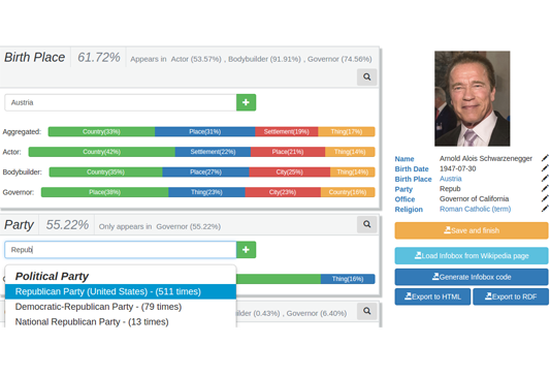 Birth Place 61.72% Appears in Actor (53.57%) , Bodybuilder (91.91%) , Governor (74.56%)
Austria
Aggregated: Country(33%) Place(31%) Settlement(19%) Thing(17%)
Actor: Country(42%) Settlement(22%) Place(21%) Thing(14%)
Bodybuilder: Country(35%) Place(27%) City(25%) Thing(14%)
Governor: Place(38%) Thing(23%) City(23%) Country(16%)
Party 55.22% Only appears in Governor (55.22%)
Repub
Thing(16%)
Political Party
Republican Party (United States) - (511 times)
Democratic-Republican Party - (79 times)
National Republican Party - (13 times)
(0.43%) , Governor (6.40%)
Name Arnold Alois Schwarzenegger
Birth Date 1947-07-30
Birth Place Austria
Party Repub
Office Governor of California
Religion Roman Catholic (term)
Save and finish
Load Infobox from Wikipedia page
Generate Infobox code
Export to HTML
Export to RDF